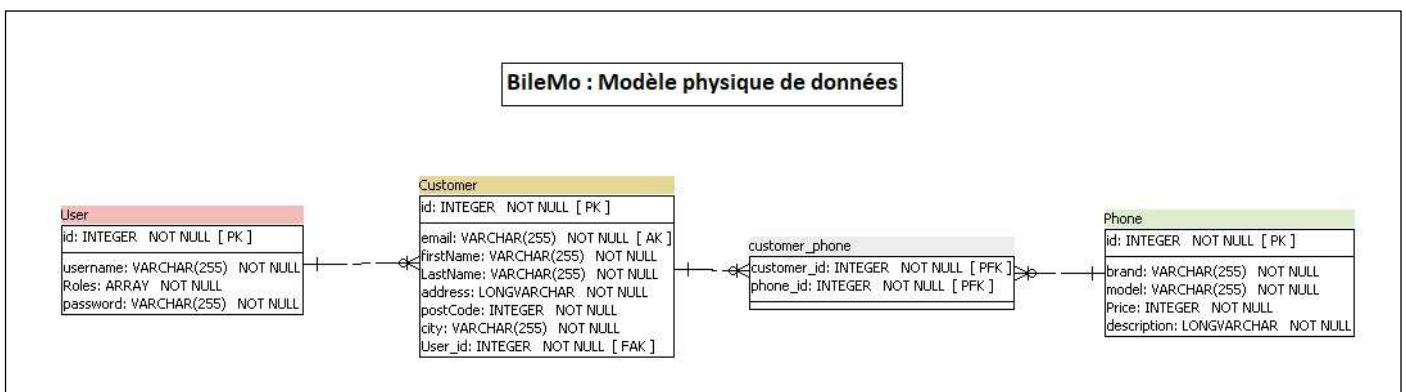 BileMo : Modèle physique de données
User
id: INTEGER NOT NULL [ PK ]
username: VARCHAR(255) NOT NULL
Roles: ARRAY NOT NULL
password: VARCHAR(255) NOT NULL
Customer
id: INTEGER NOT NULL [ PK ]
email: VARCHAR(255) NOT NULL [ AK ]
firstName: VARCHAR(255) NOT NULL
LastName: VARCHAR(255) NOT NULL
address: LONGVARCHAR NOT NULL
postCode: INTEGER NOT NULL
city: VARCHAR(255) NOT NULL
User_id: INTEGER NOT NULL [ FAK ]
customer_phone
customer_id: INTEGER NOT NULL [ PFK ]
phone_id: INTEGER NOT NULL [ PFK ]
Phone
id: INTEGER NOT NULL [ PK ]
brand: VARCHAR(255) NOT NULL
model: VARCHAR(255) NOT NULL
Price: INTEGER NOT NULL
description: LONGVARCHAR NOT NULL